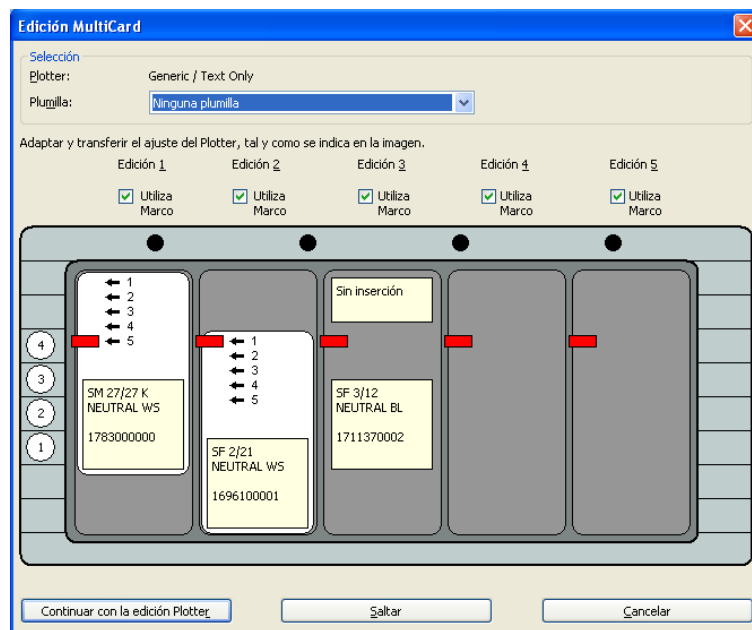 Edición MultiCard
Selección
Plotter: Generic / Text Only
Plumilla: Ninguna plumilla
Adaptar y transferir el ajuste del Plotter, tal y como se indica en la imagen.
Edición 1 Edición 2 Edición 3 Edición 4 Edición 5
Utiliza Marco Utiliza Marco Utiliza Marco Utiliza Marco Utiliza Marco
1
2
3
4
5
SM 27/27 K
NEUTRAL WS
1783000000
1
2
3
4
5
SF 2/21
NEUTRAL WS
1696100001
Sin inserción
SF 3/12
NEUTRAL BL
1711370002
4
3
2
1
Continuar con la edición Plotter Saltar Cancelar